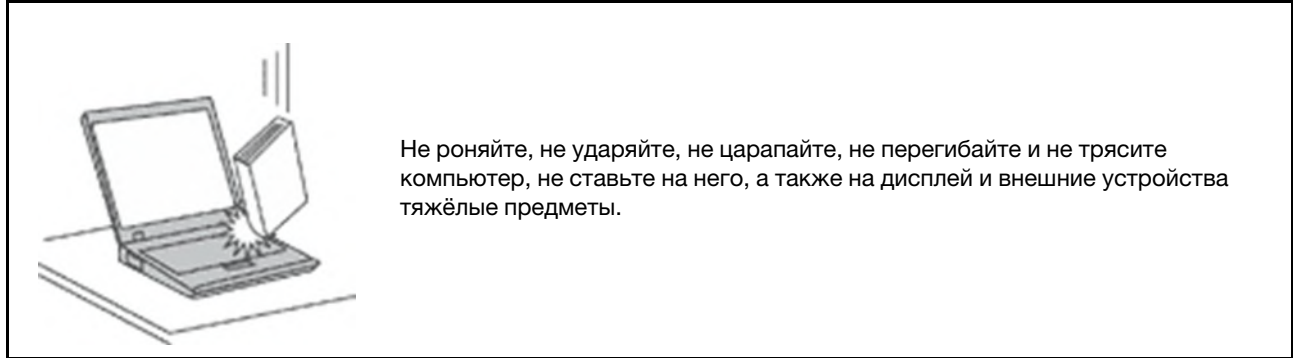 Не роняйте, не ударяйте, не царапайте, не перегибайте и не трясите
компьютер, не ставьте на него, а также на дисплей и внешние устройства
тяжёлые предметы.